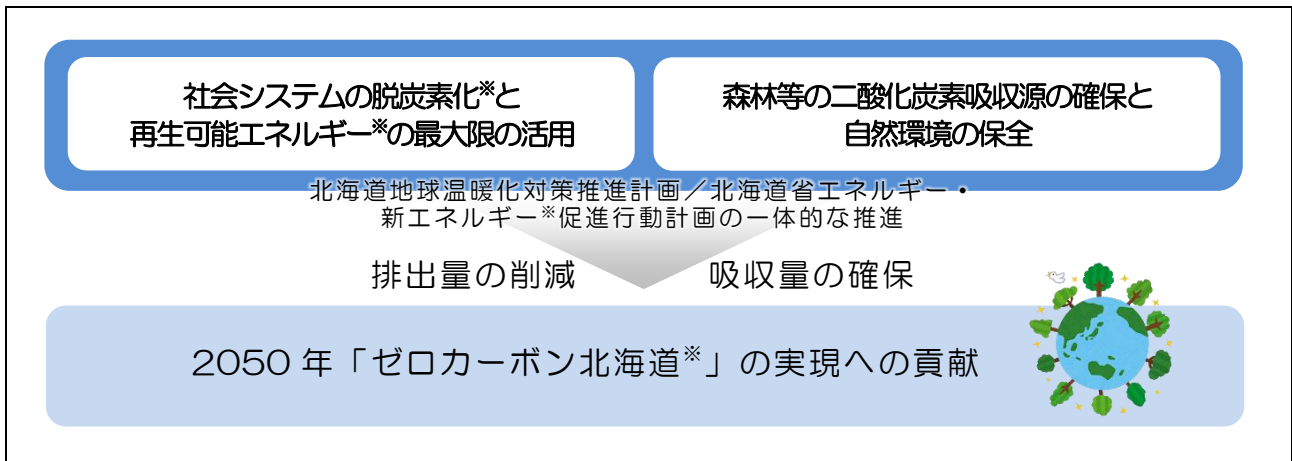 社会システムの脱炭素化※と
再生可能エネルギー※の最大限の活用
森林等の二酸化炭素吸収源の確保と
自然環境の保全
北海道地球温暖化対策推進計画／北海道省エネルギー・
新エネルギー※促進行動計画の一体的な推進
排出量の削減 吸収量の確保
2050 年「ゼロカーボン北海道※」の実現への貢献